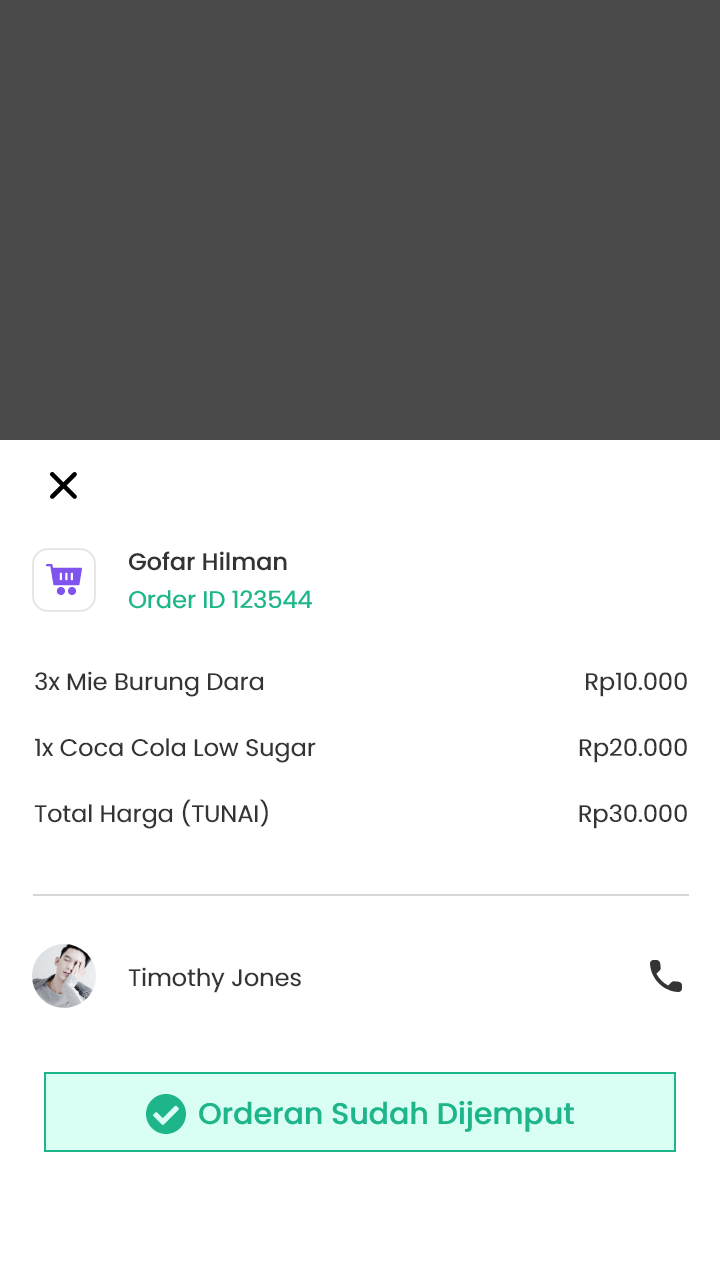 Gofar Hilman
Order ID 123544
3x Mie Burung Dara Rp10.000
1x Coca Cola Low Sugar Rp20.000
Total Harga (TUNAI) Rp30.000
Timothy Jones
Orderan Sudah Dijemput